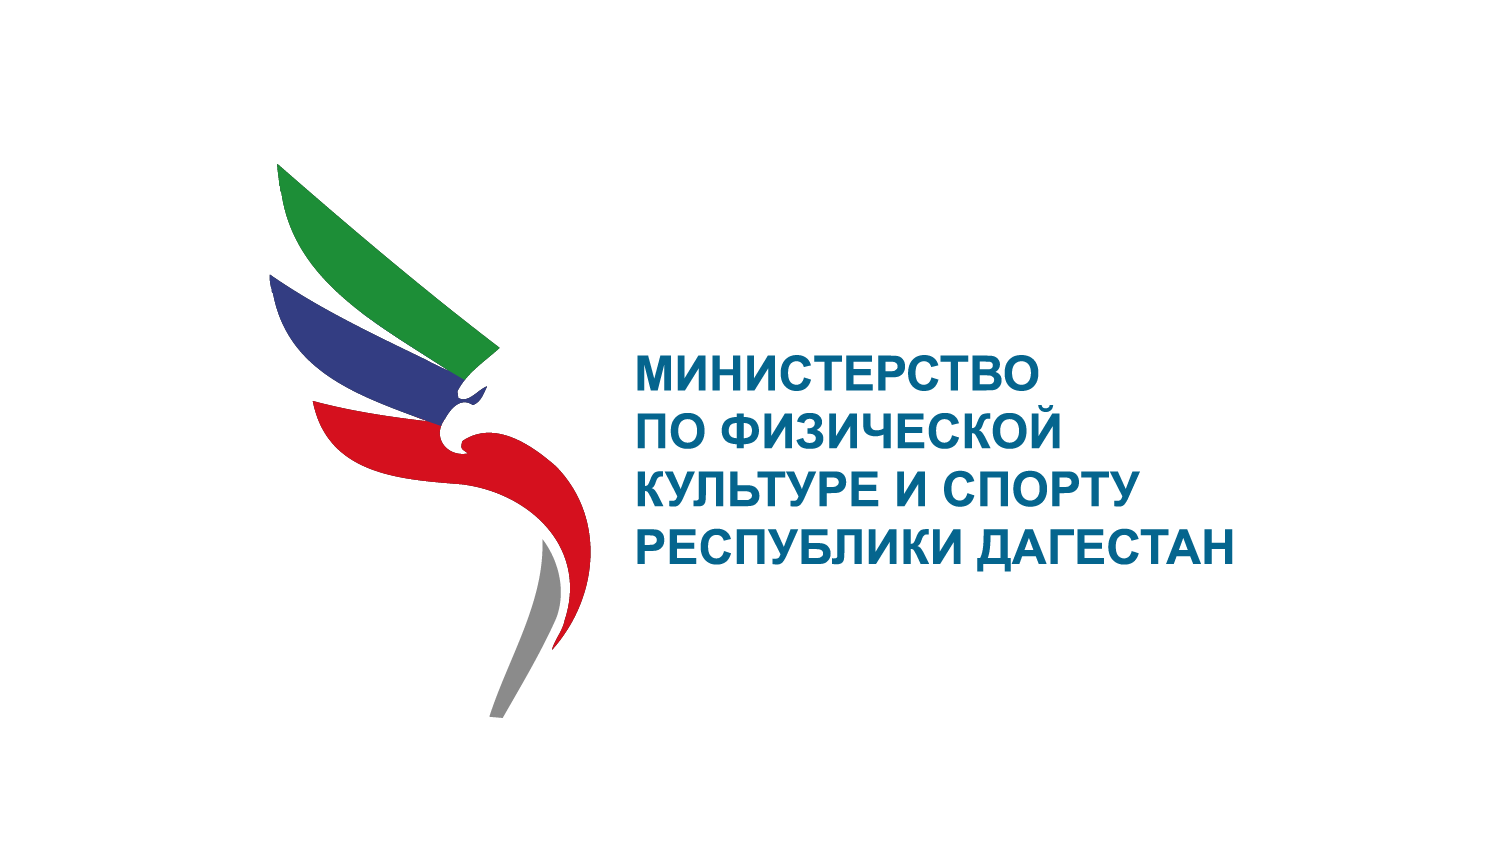 МИНИСТЕРСТВО
ПО ФИЗИЧЕСКОЙ
КУЛЬТУРЕ И СПОРТУ
РЕСПУБЛИКИ ДАГЕСТАН